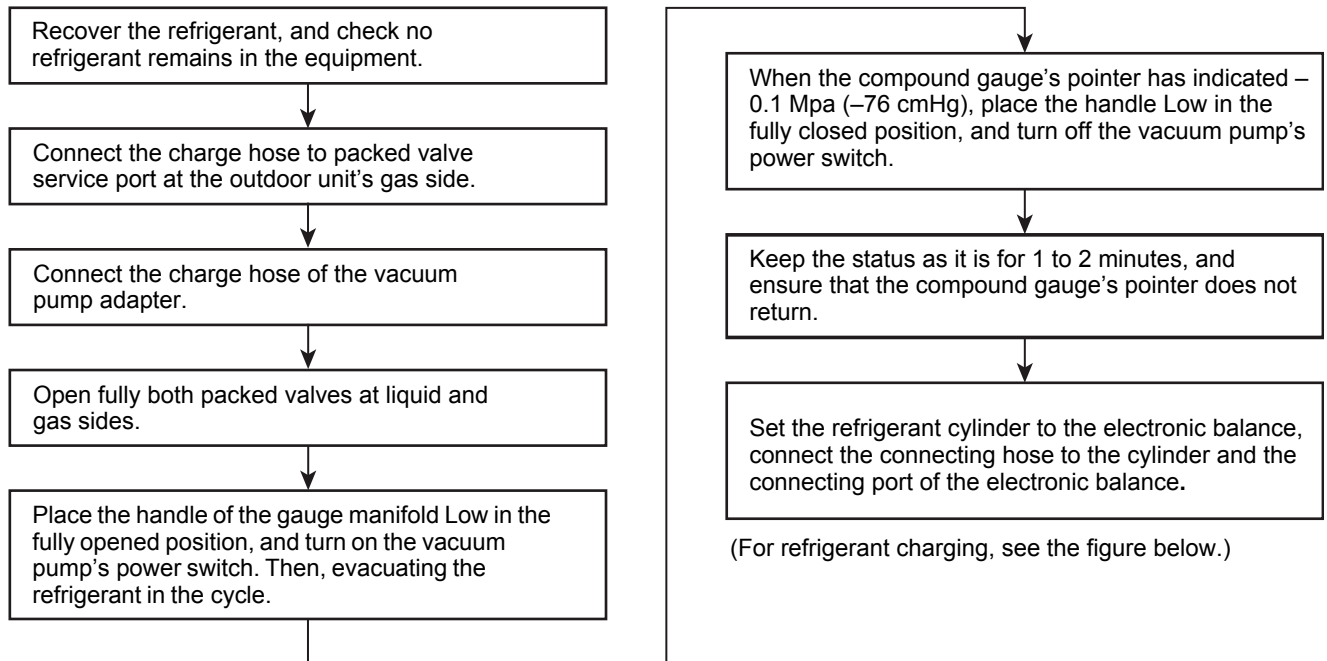 Recover the refrigerant, and check no
refrigerant remains in the equipment.
Connect the charge hose to packed valve
service port at the outdoor unit’s gas side.
Connect the charge hose of the vacuum
pump adapter.
Open fully both packed valves at liquid and
gas sides.
Place the handle of the gauge manifold Low in the
fully opened position, and turn on the vacuum
pump’s power switch. Then, evacuating the
refrigerant in the cycle.
When the compound gauge’s pointer has indicated –
0.1 Mpa (–76 cmHg), place the handle Low in the
fully closed position, and turn off the vacuum pump’s
power switch.
Keep the status as it is for 1 to 2 minutes, and
ensure that the compound gauge’s pointer does not
return.
Set the refrigerant cylinder to the electronic balance,
connect the connecting hose to the cylinder and the
connecting port of the electronic balance.
(For refrigerant charging, see the figure below.)